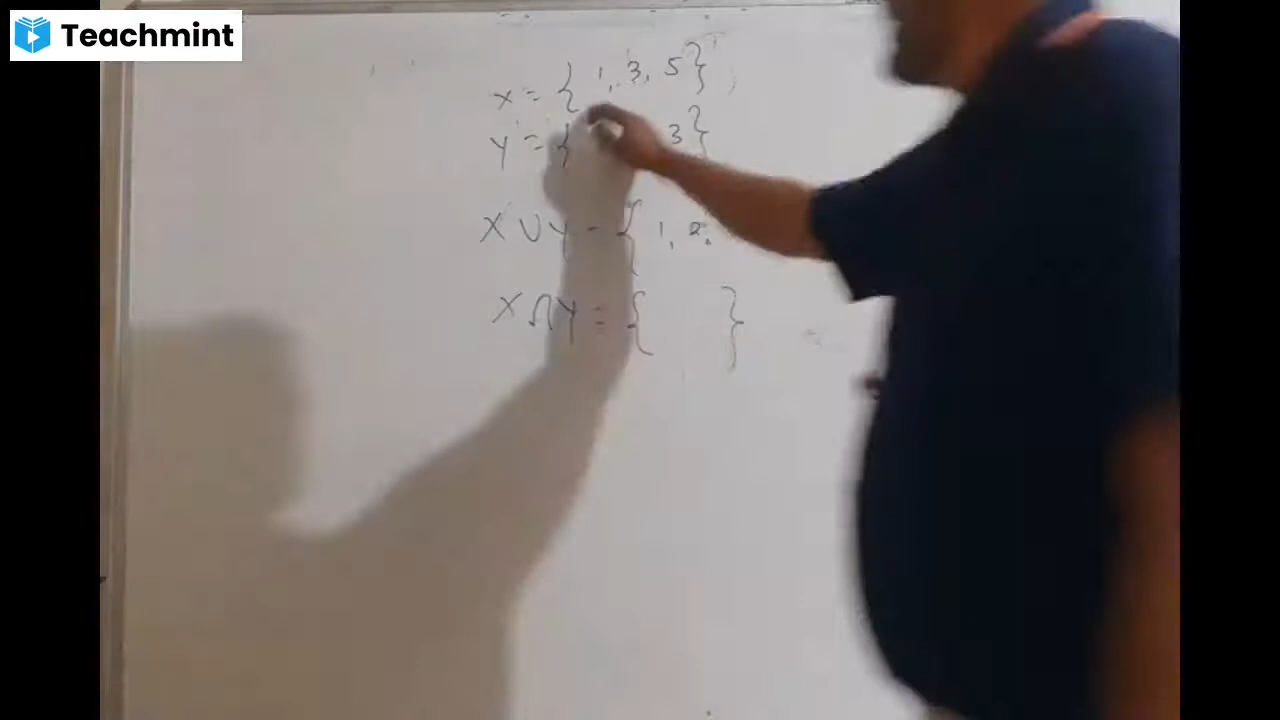 Teachmint
X = { 1, 3, 5 }
Y = { 3 }
X ∪ Y = { 1, 2,
X ∩ Y = { }